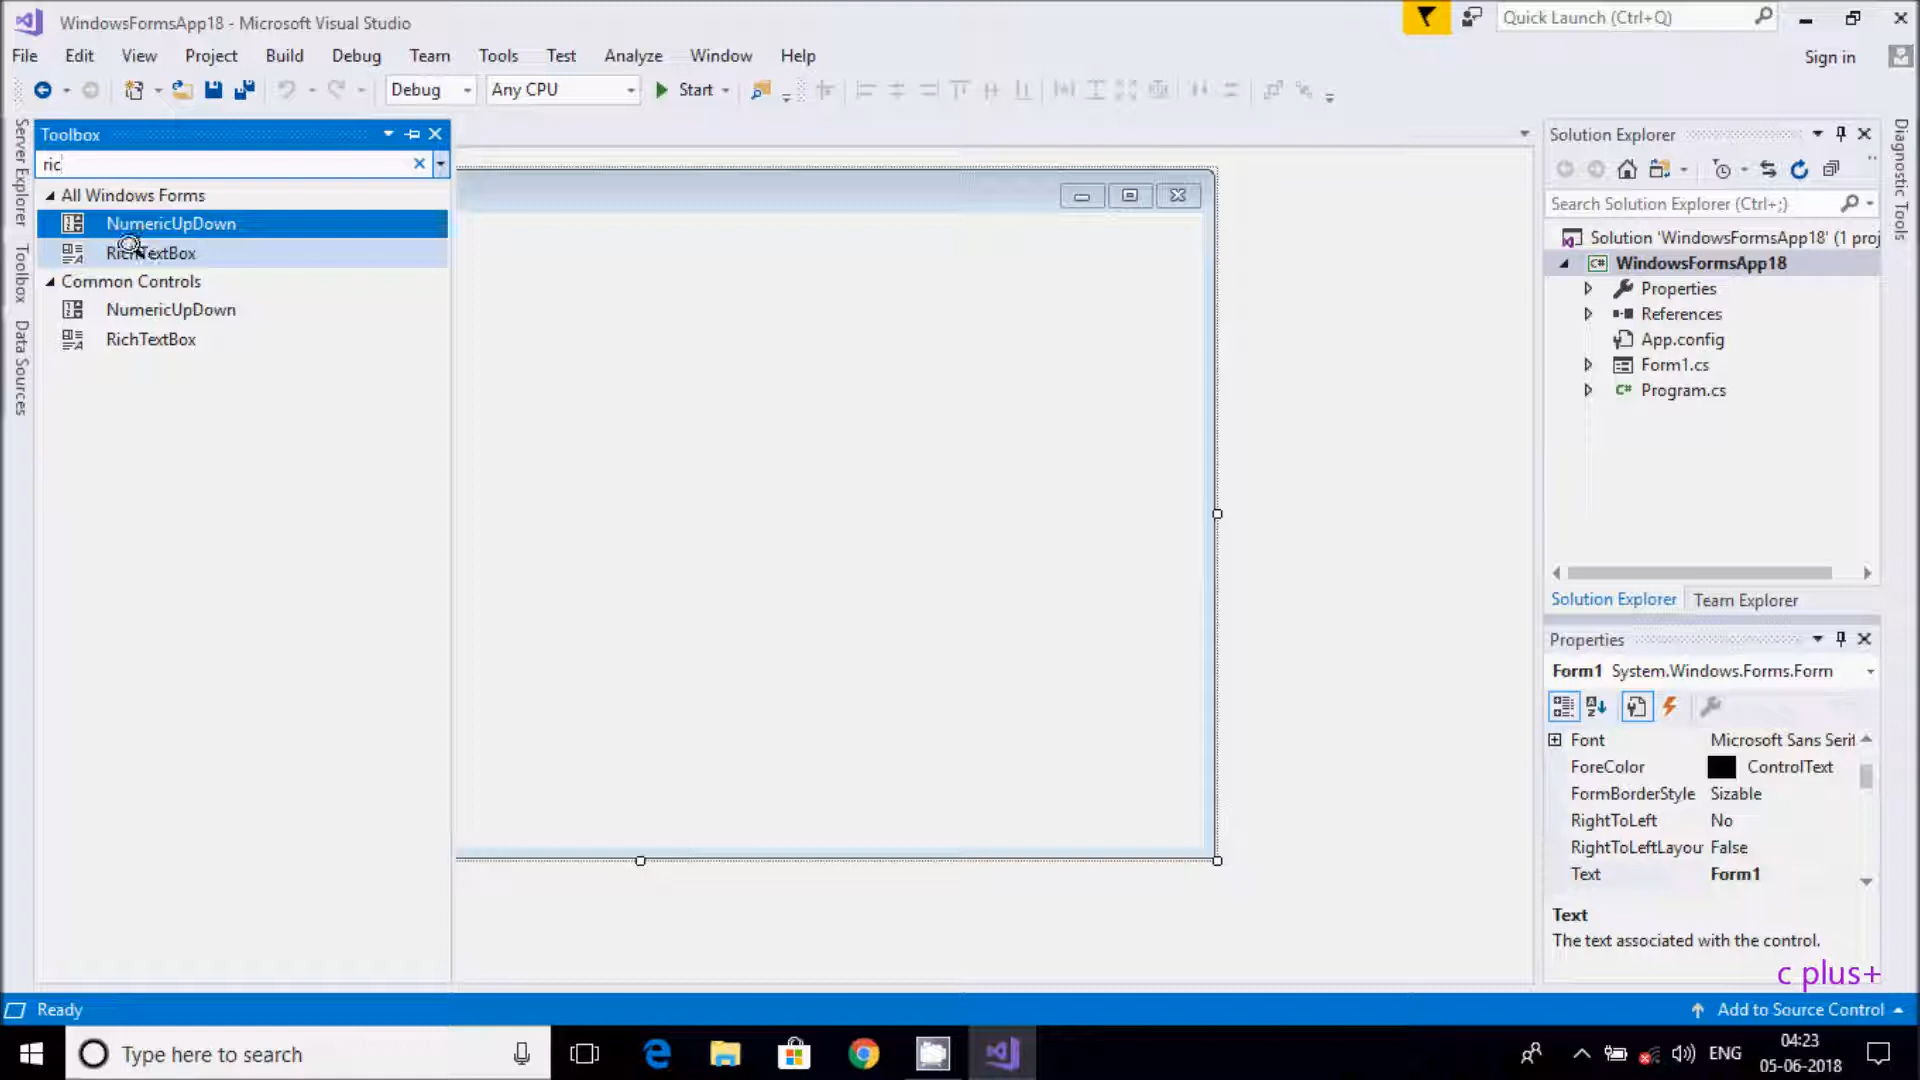 WindowsFormsApp18 - Microsoft Visual Studio
Quick Launch (Ctrl+Q)
File Edit View Project Build Debug Team Tools Test Analyze Window Help
Sign in
Debug Any CPU Start
Server Explorer
Toolbox
Data Sources
Toolbox
ric
All Windows Forms
NumericUpDown
RichTextBox
Common Controls
NumericUpDown
RichTextBox
Solution Explorer
Search Solution Explorer (Ctrl+;)
Solution 'WindowsFormsApp18' (1 proj
WindowsFormsApp18
Properties
References
App.config
Form1.cs
Program.cs
Solution Explorer Team Explorer
Diagnostic Tools
Properties
Form1 System.Windows.Forms.Form
Font Microsoft Sans Serif
ForeColor ControlText
FormBorderStyle Sizable
RightToLeft No
RightToLeftLayou False
Text Form1
Text
The text associated with the control.
c plus+
Ready
Add to Source Control
Type here to search
ENG
04:23
05-06-2018